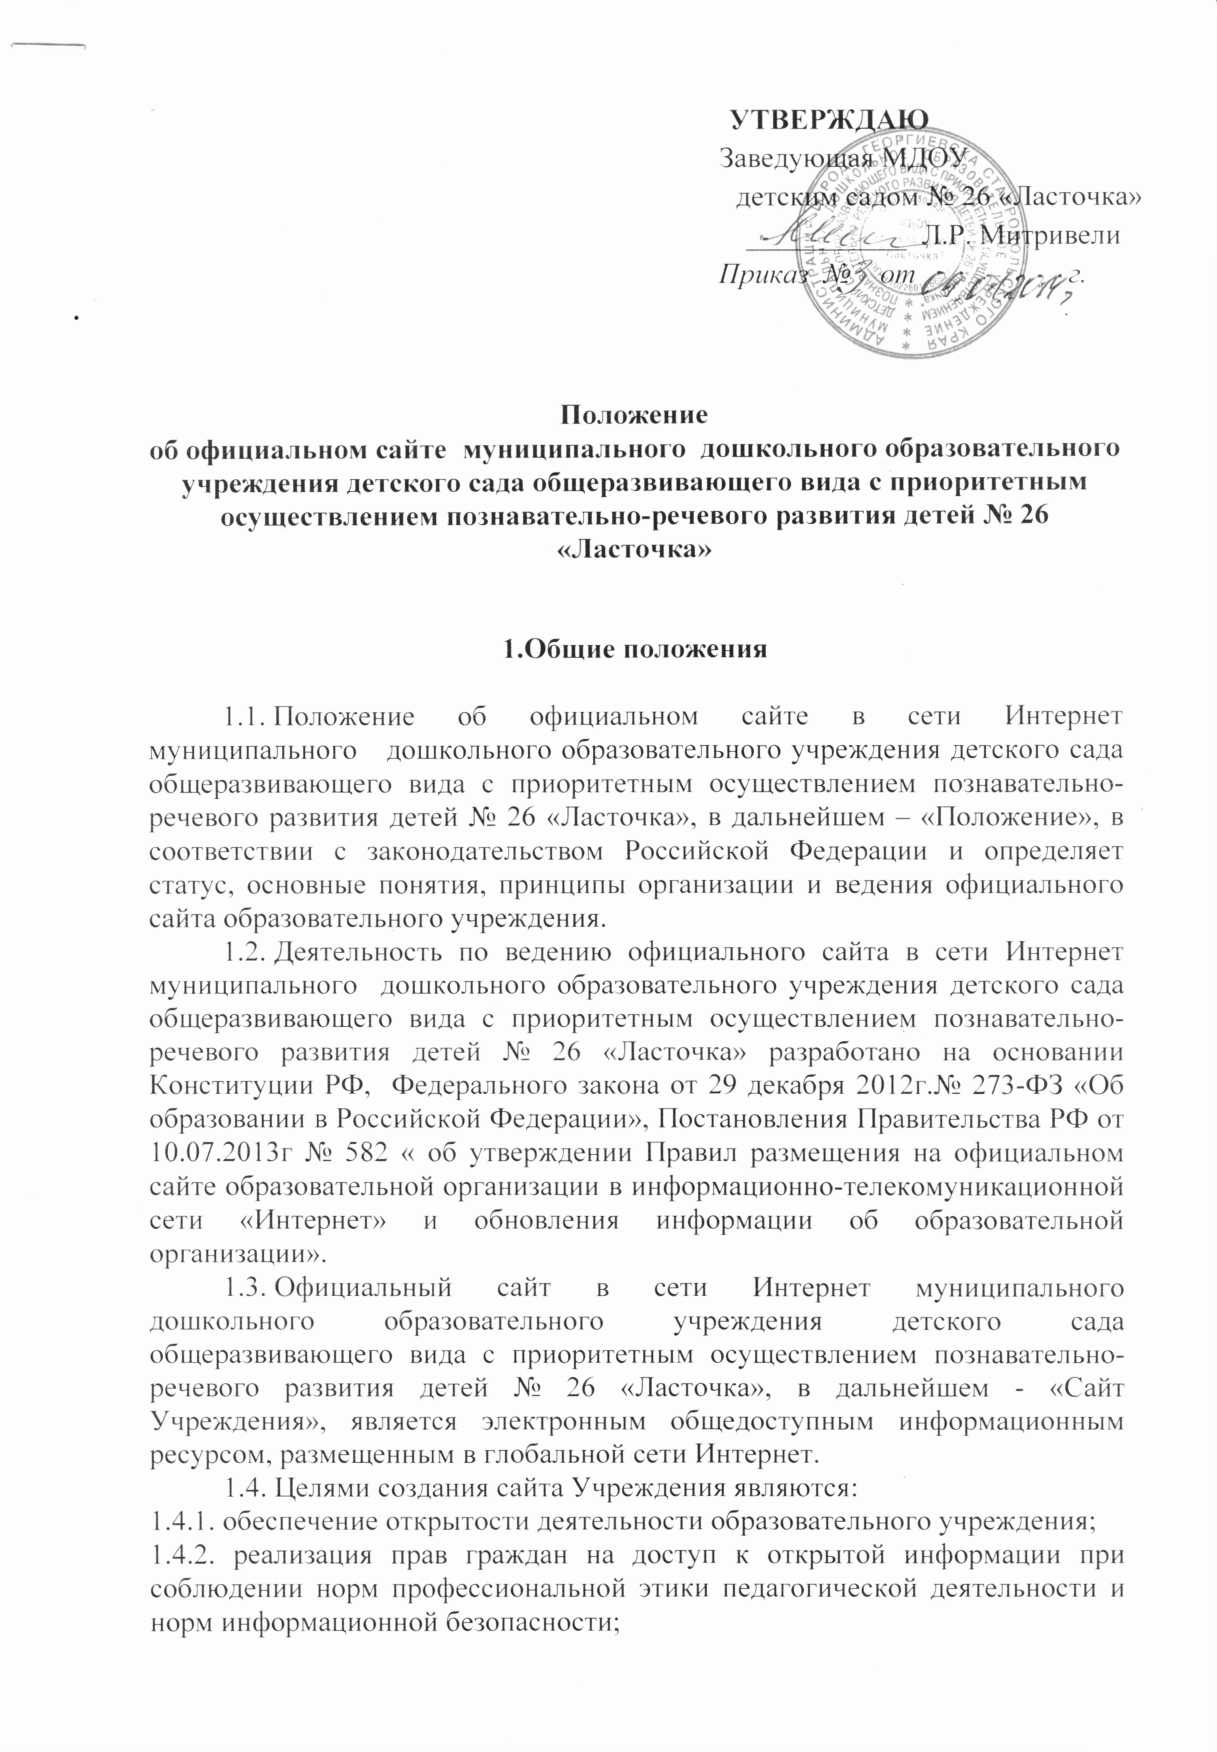 УТВЕРЖДАЮ
Заведующая МДОУ
детским садом № 26 «Ласточка»
Л.Р. Митривели
Приказ № 3 от 2014 г.
Положение
об официальном сайте муниципального дошкольного образовательного
учреждения детского сада общеразвивающего вида с приоритетным
осуществлением познавательно-речевого развития детей № 26
«Ласточка»
1.Общие положения
1.1. Положение об официальном сайте в сети Интернет
муниципального дошкольного образовательного учреждения детского сада
общеразвивающего вида с приоритетным осуществлением познавательно-
речевого развития детей № 26 «Ласточка», в дальнейшем – «Положение», в
соответствии с законодательством Российской Федерации и определяет
статус, основные понятия, принципы организации и ведения официального
сайта образовательного учреждения.
1.2. Деятельность по ведению официального сайта в сети Интернет
муниципального дошкольного образовательного учреждения детского сада
общеразвивающего вида с приоритетным осуществлением познавательно-
речевого развития детей № 26 «Ласточка» разработано на основании
Конституции РФ, Федерального закона от 29 декабря 2012г.№ 273-ФЗ «Об
образовании в Российской Федерации», Постановления Правительства РФ от
10.07.2013г № 582 « об утверждении Правил размещения на официальном
сайте образовательной организации в информационно-телекомуникационной
сети «Интернет» и обновления информации об образовательной
организации».
1.3. Официальный сайт в сети Интернет муниципального
дошкольного образовательного учреждения детского сада
общеразвивающего вида с приоритетным осуществлением познавательно-
речевого развития детей № 26 «Ласточка», в дальнейшем - «Сайт
Учреждения», является электронным общедоступным информационным
ресурсом, размещенным в глобальной сети Интернет.
1.4. Целями создания сайта Учреждения являются:
1.4.1. обеспечение открытости деятельности образовательного учреждения;
1.4.2. реализация прав граждан на доступ к открытой информации при
соблюдении норм профессиональной этики педагогической деятельности и
норм информационной безопасности;